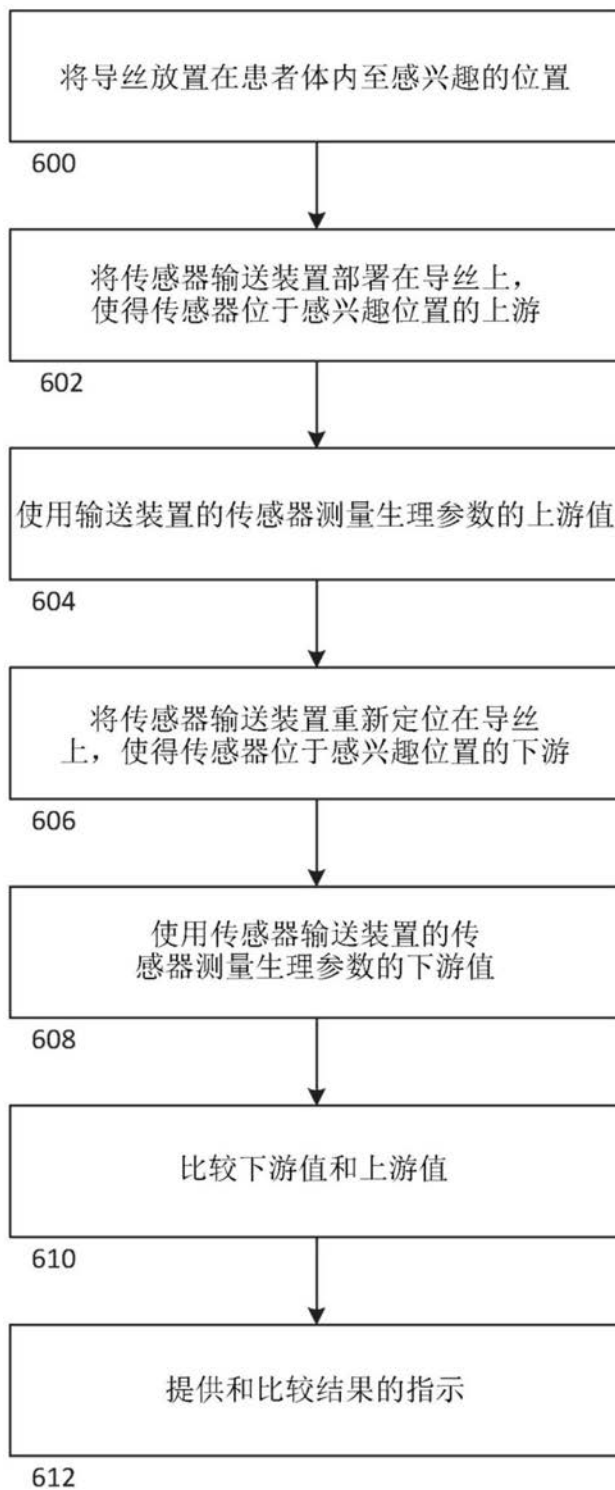 将导丝放置在患者体内至感兴趣的位置
600
将传感器输送装置部署在导丝上，
使得传感器位于感兴趣位置的上游
602
使用输送装置的传感器测量生理参数的上游值
604
将传感器输送装置重新定位在导丝
上，使得传感器位于感兴趣位置的下游
606
使用传感器输送装置的传
感器测量生理参数的下游值
608
比较下游值和上游值
610
提供和比较结果的指示
612